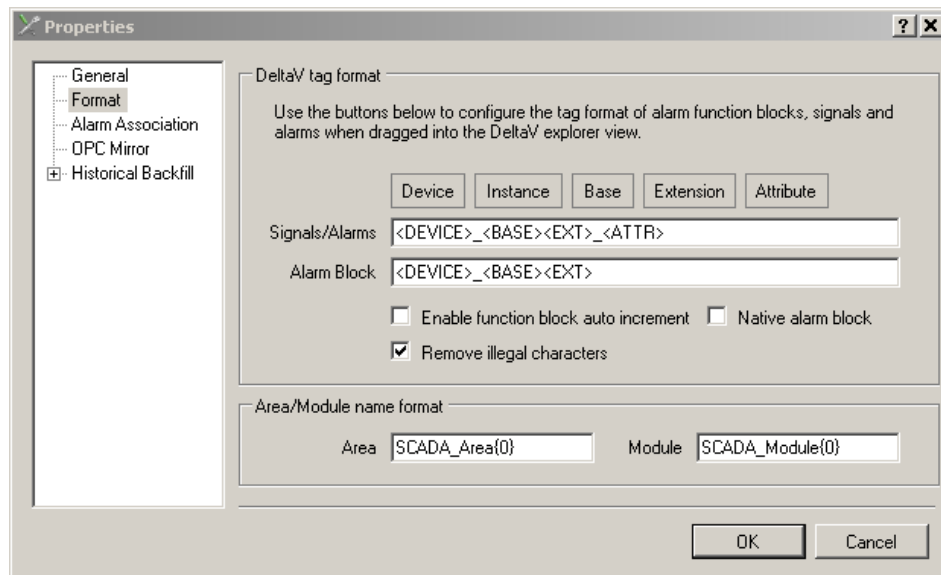 Properties
General
Format
Alarm Association
OPC Mirror
Historical Backfill
DeltaV tag format
Use the buttons below to configure the tag format of alarm function blocks, signals and
alarms when dragged into the DeltaV explorer view.
Device Instance Base Extension Attribute
Signals/Alarms <DEVICE>_<BASE><EXT>_<ATTR>
Alarm Block <DEVICE>_<BASE><EXT>
Enable function block auto increment Native alarm block
Remove illegal characters
Area/Module name format
Area SCADA_Area{0} Module SCADA_Module{0}
OK Cancel